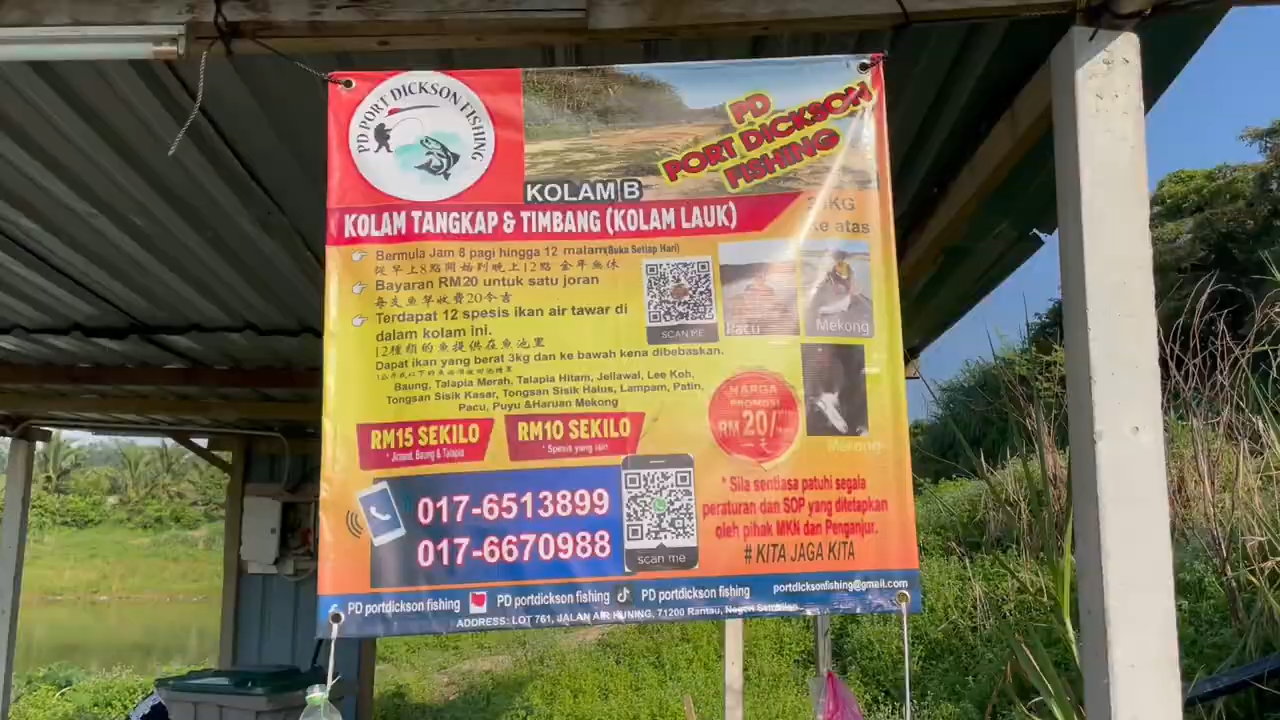 PD PORT DICKSON FISHING
PD
PORT DICKSON
FISHING
KOLAM B
KOLAM TANGKAP & TIMBANG (KOLAM LAUK)
KG
ke atas
Bermula Jam 8 pagi hingga 12 malam (Buka Setiap Hari)
從早上8點開始到晚上12點 全年無休
Bayaran RM20 untuk satu joran
每支魚竿收費20令吉
Terdapat 12 spesis ikan air tawar di
dalam kolam ini.
12種類的魚提供在魚池里
Dapat ikan yang berat 3kg dan ke bawah kena dibebaskan.
Baung, Talapia Merah, Talapia Hitam, Jellawal, Lee Koh,
Tongsan Sisik Kasar, Tongsan Sisik Halus, Lampam, Patin,
Pacu, Puyu &Haruan Mekong
SCAN ME
Pacu
Mekong
Mekong
HARGA
PROMOSI
RM 20/
一天
RM15 SEKILO
* Jirand, Baung & Talapia
RM10 SEKILO
* Spesis yang lain
017-6513899
017-6670988
scan me
* Sila sentiasa patuhi segala
peraturan dan SOP yang ditetapkan
oleh pihak MKN dan Penganjur.
# KITA JAGA KITA
PD portdickson fishing PD portdickson fishing PD portdickson fishing portdicksonfishing@gmail.com
ADDRESS: LOT 761, JALAN AIR HUNING, 71200 Rantau, Negeri Sembilan